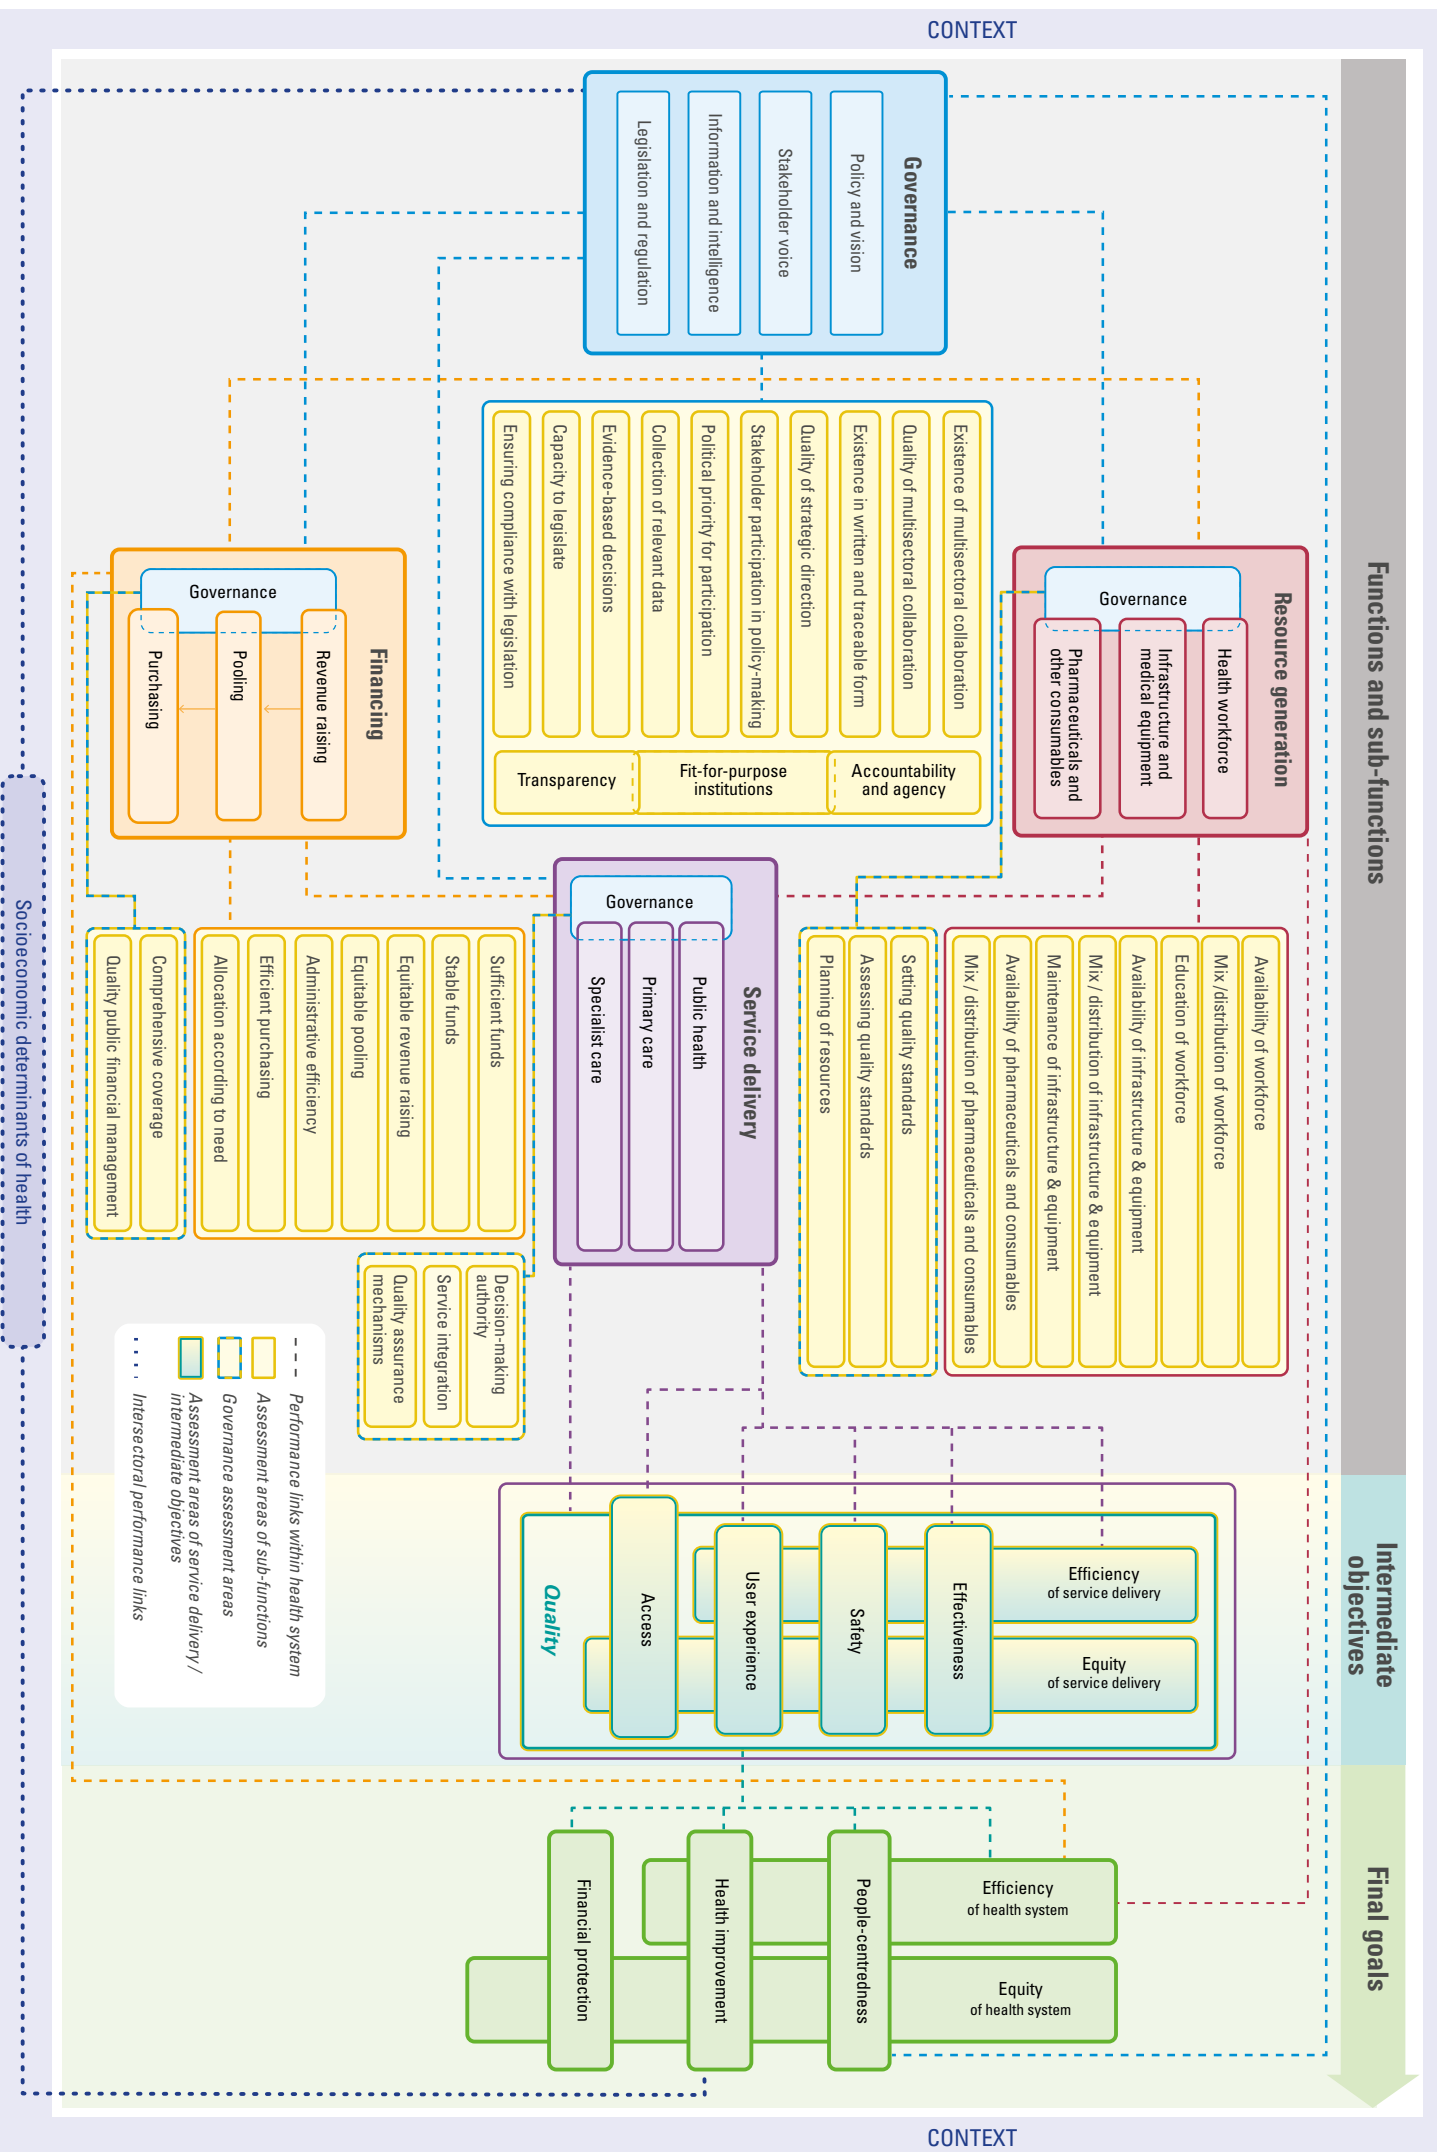 CONTEXT
Functions and sub-functions
Intermediate
objectives
Final goals
Governance
Policy and vision
Stakeholder voice
Information and intelligence
Legislation and regulation
Existence of multisectoral collaboration
Quality of multisectoral collaboration
Existence in written and traceable form
Quality of strategic direction
Stakeholder participation in policy-making
Political priority for participation
Collection of relevant data
Evidence-based decisions
Capacity to legislate
Ensuring compliance with legislation
Transparency
Fit-for-purpose
institutions
Accountability
and agency
Resource generation
Governance
Health workforce
Infrastructure and
medical equipment
Pharmaceuticals and
other consumables
Financing
Governance
Revenue raising
Pooling
Purchasing
Service delivery
Governance
Public health
Primary care
Specialist care
Availability of workforce
Mix /distribution of workforce
Education of workforce
Availability of infrastructure & equipment
Mix / distribution of infrastructure & equipment
Maintenance of infrastructure & equipment
Availability of pharmaceuticals and consumables
Mix / distribution of pharmaceuticals and consumables
Setting quality standards
Assessing quality standards
Planning of resources
Sufficient funds
Stable funds
Equitable revenue raising
Equitable pooling
Administrative efficiency
Efficient purchasing
Allocation according to need
Comprehensive coverage
Quality public financial management
Decision-making
authority
Service integration
Quality assurance
mechanisms
Efficiency
of service delivery
Equity
of service delivery
Effectiveness
Safety
User experience
Access
Quality
Efficiency
of health system
Equity
of health system
People-centredness
Health improvement
Financial protection
Performance links within health system
Assessment areas of sub-functions
Governance assessment areas
Assessment areas of service delivery /
intermediate objectives
Intersectoral performance links
Socioeconomic determinants of health
CONTEXT